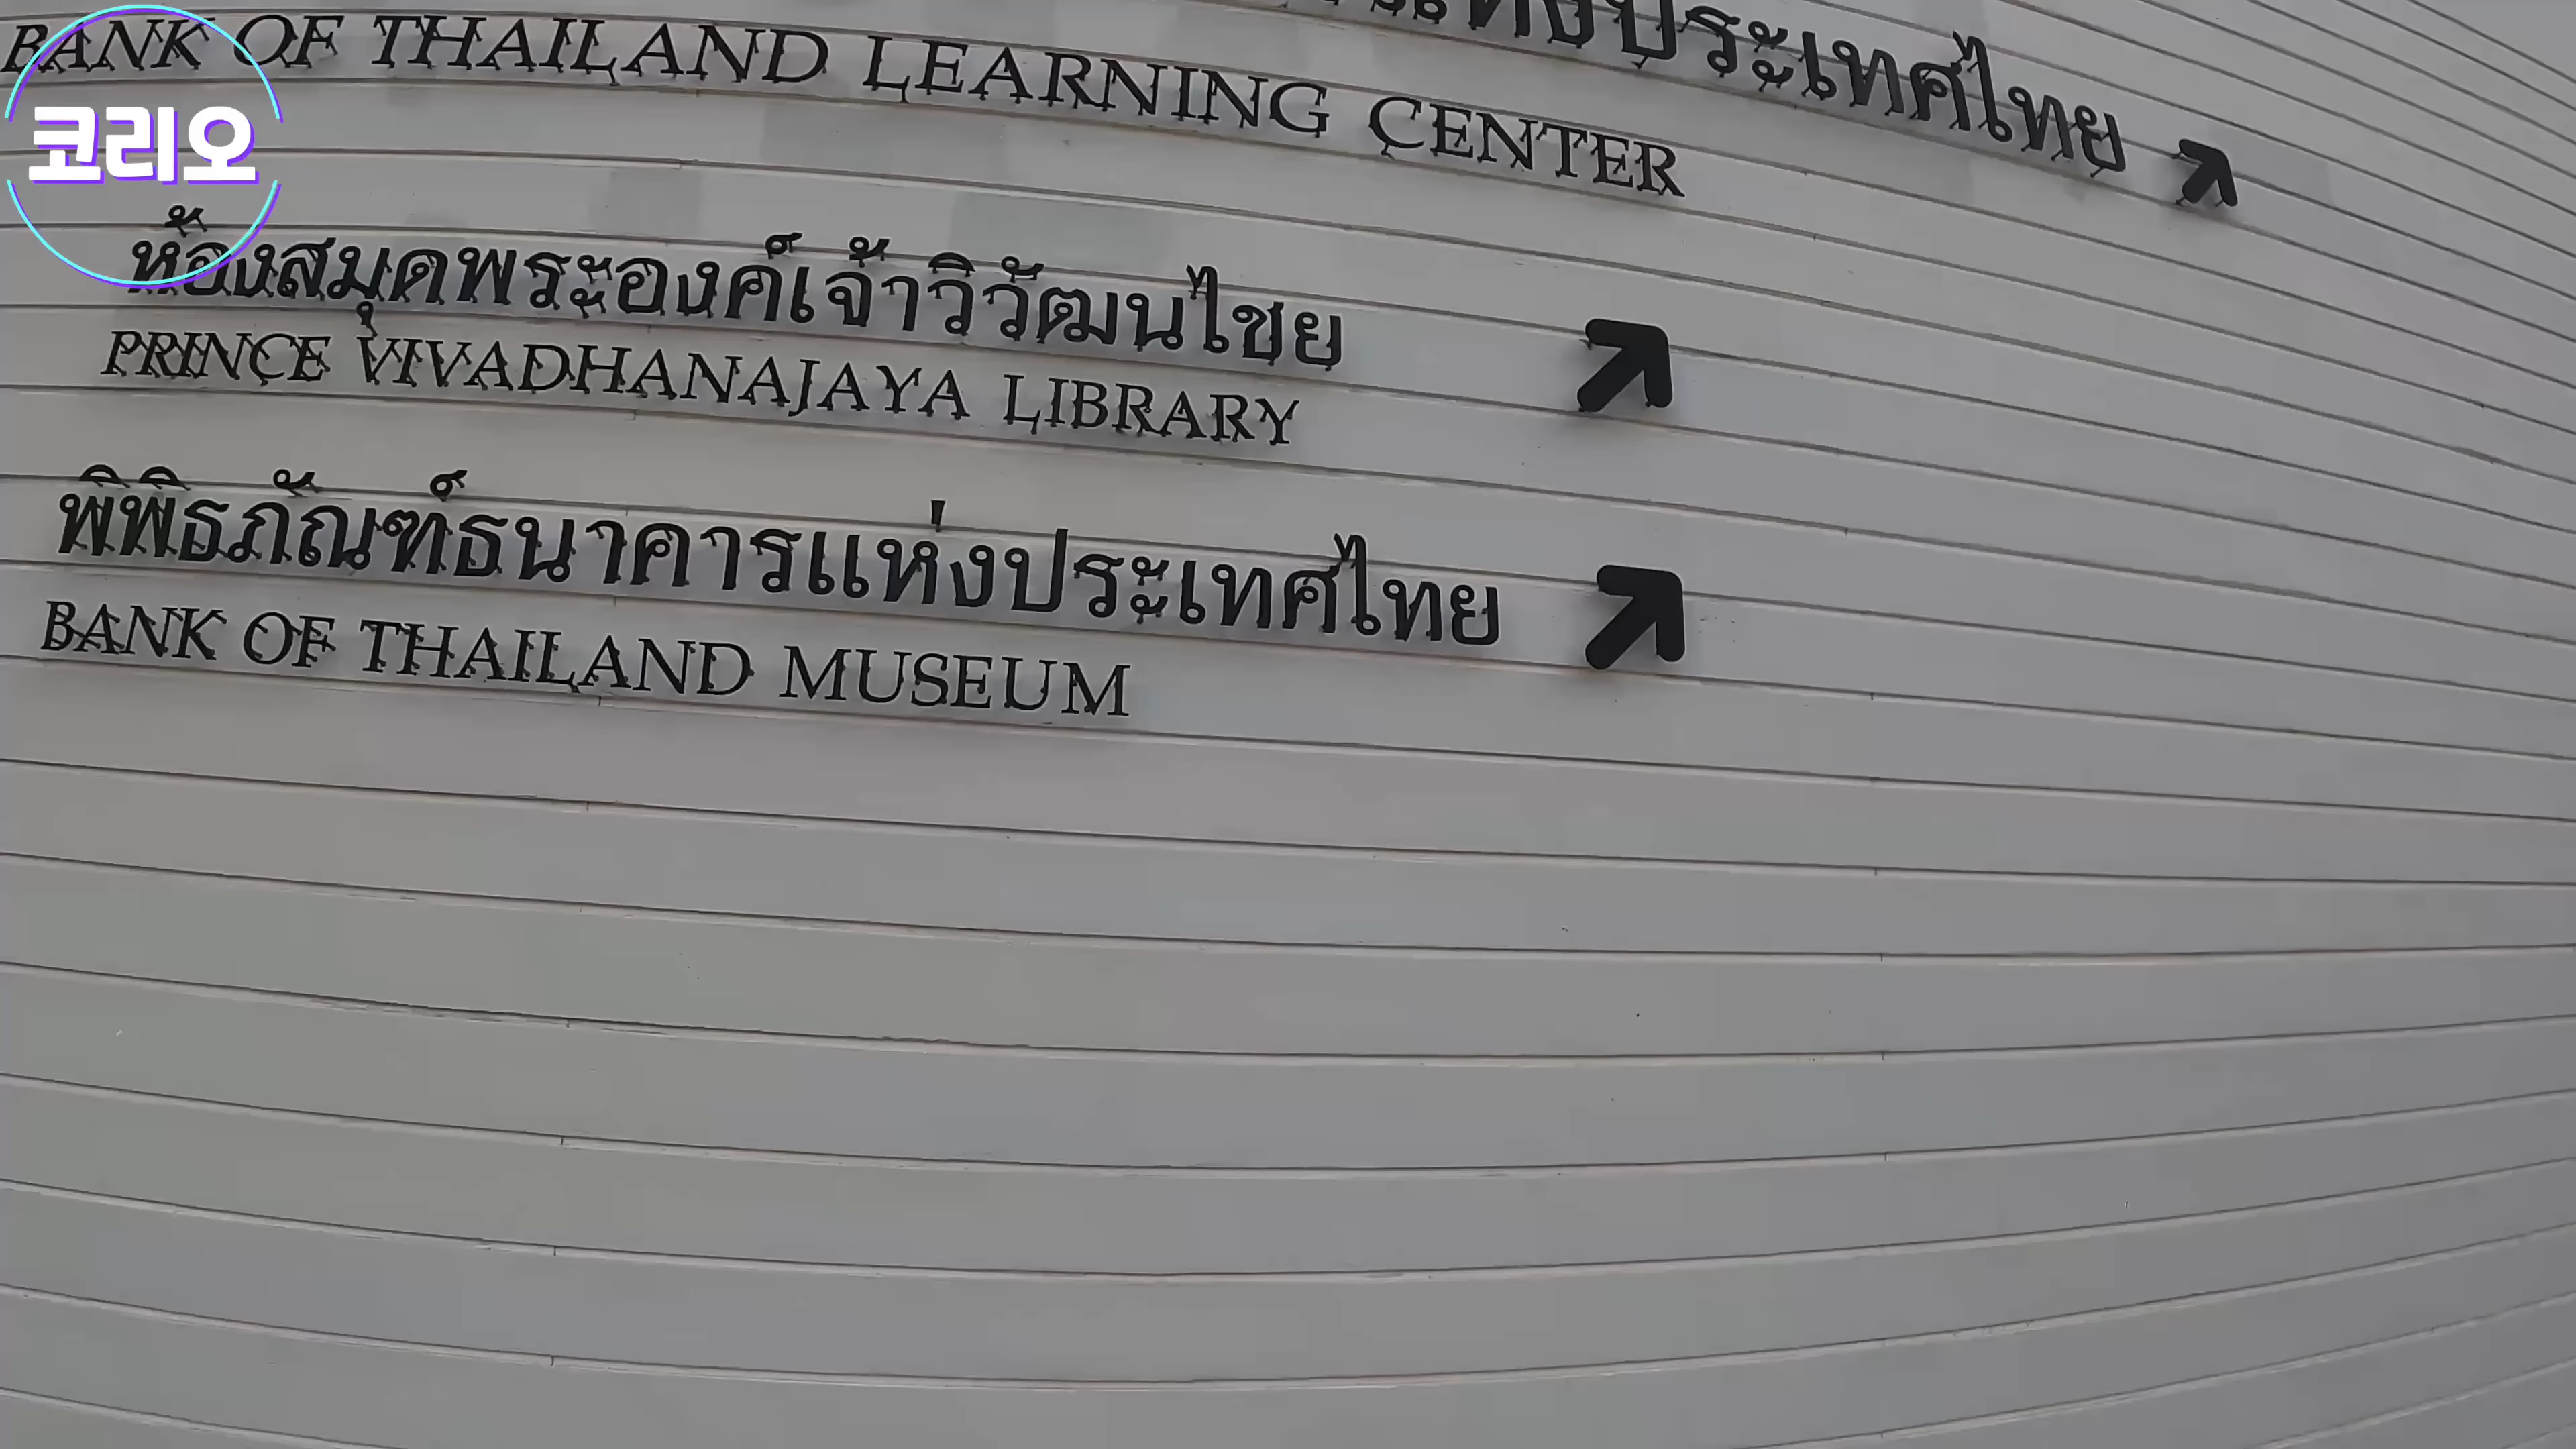 ประเทศไทย
BANK OF THAILAND LEARNING CENTER
코리오
ห้องสมุดพระองค์เจ้าวิวัฒนไชย
PRINCE VIVADHANAJAYA LIBRARY
พิพิธภัณฑ์ธนาคารแห่งประเทศไทย
BANK OF THAILAND MUSEUM